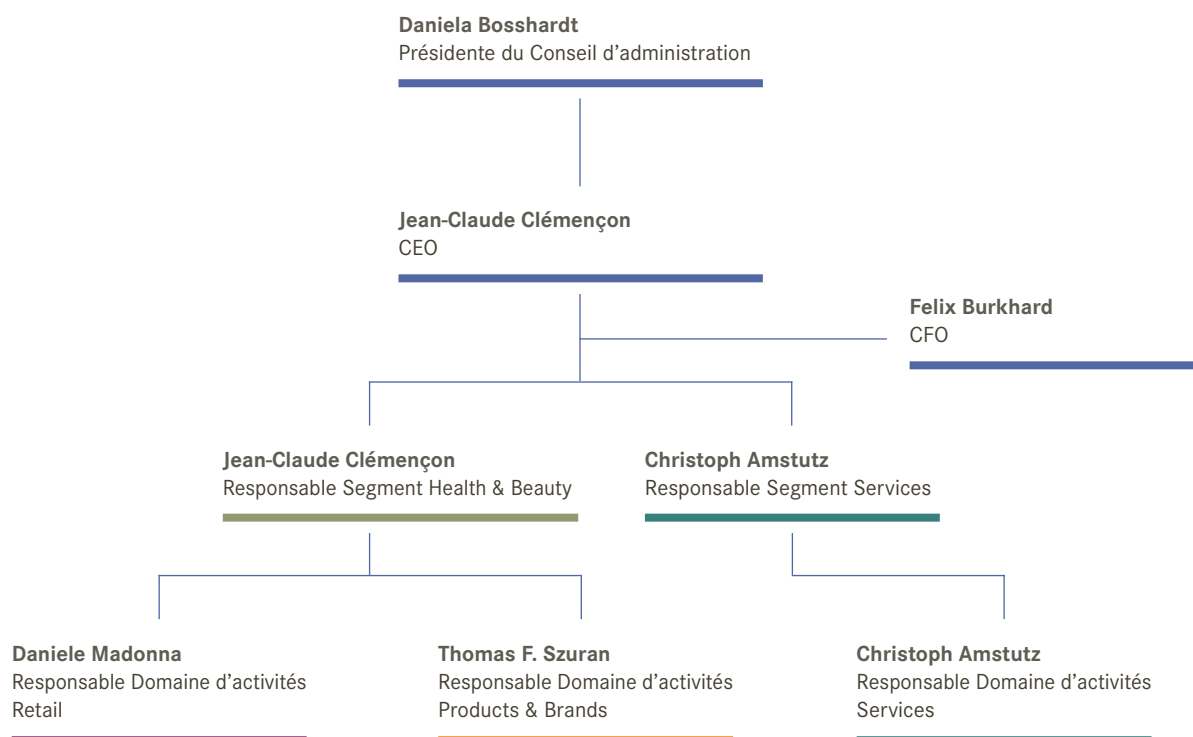 Daniela Bosshardt
Présidente du Conseil d'administration
Jean-Claude Clémençon
CEO
Felix Burkhard
CFO
Jean-Claude Clémençon
Responsable Segment Health & Beauty
Christoph Amstutz
Responsable Segment Services
Daniele Madonna
Responsable Domaine d'activités
Retail
Thomas F. Szuran
Responsable Domaine d'activités
Products & Brands
Christoph Amstutz
Responsable Domaine d'activités
Services